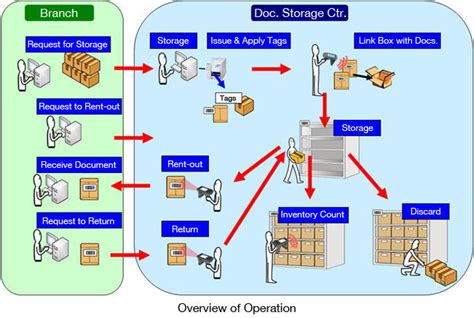 Branch
Doc. Storage Ctr.
Request for Storage
Storage
Issue & Apply Tags
Link Box with Docs.
Tags
Request to Rent-out
Storage
Receive Document
Rent-out
Request to Return
Return
Inventory Count
Discard
Overview of Operation